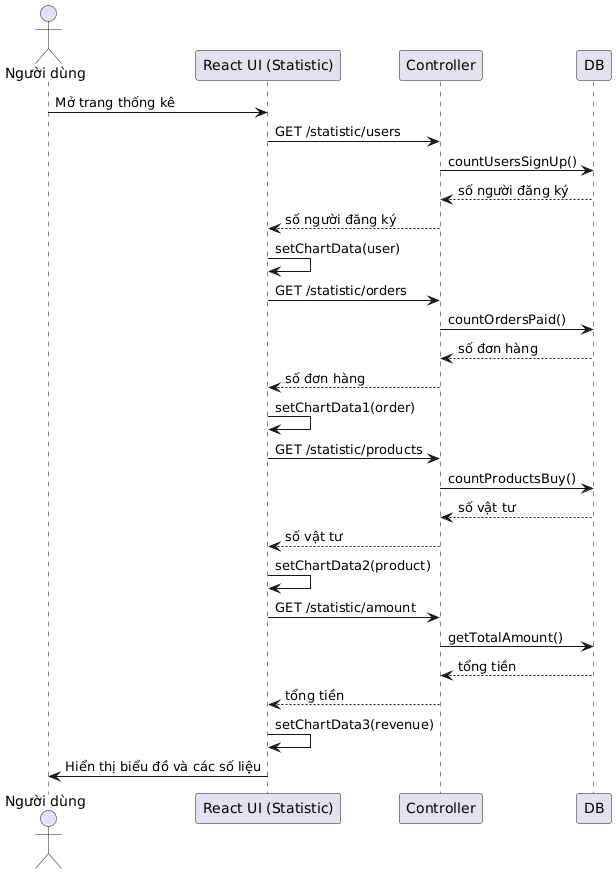 Người dùng
React UI (Statistic)
Controller
DB
Mở trang thống kê
GET /statistic/users
countUsersSignUp()
số người đăng ký
số người đăng ký
setChartData(user)
GET /statistic/orders
countOrdersPaid()
số đơn hàng
số đơn hàng
setChartData1(order)
GET /statistic/products
countProductsBuy()
số vật tư
số vật tư
setChartData2(product)
GET /statistic/amount
getTotalAmount()
tổng tiền
tổng tiền
setChartData3(revenue)
Hiển thị biểu đồ và các số liệu
Người dùng
React UI (Statistic)
Controller
DB